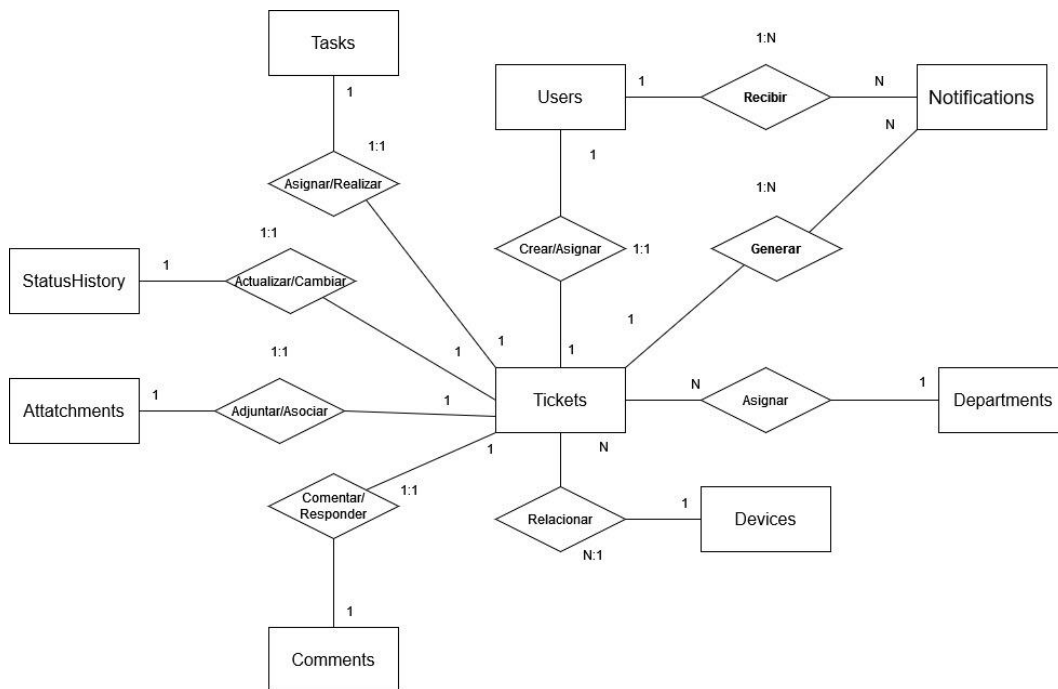 Tasks
1
1:1
Asignar/Realizar
1
Users
1
1:N
Recibir
N
Notifications
N
1
Crear/Asignar
1:1
1
1:N
Generar
1
StatusHistory
1
1:1
Actualizar/Cambiar
1
Attatchments
1
1:1
Adjuntar/Asociar
1
Tickets
N
Asignar
1
Departments
1
1:1
Comentar/
Responder
1
Comments
N
Relacionar
N:1
1
Devices